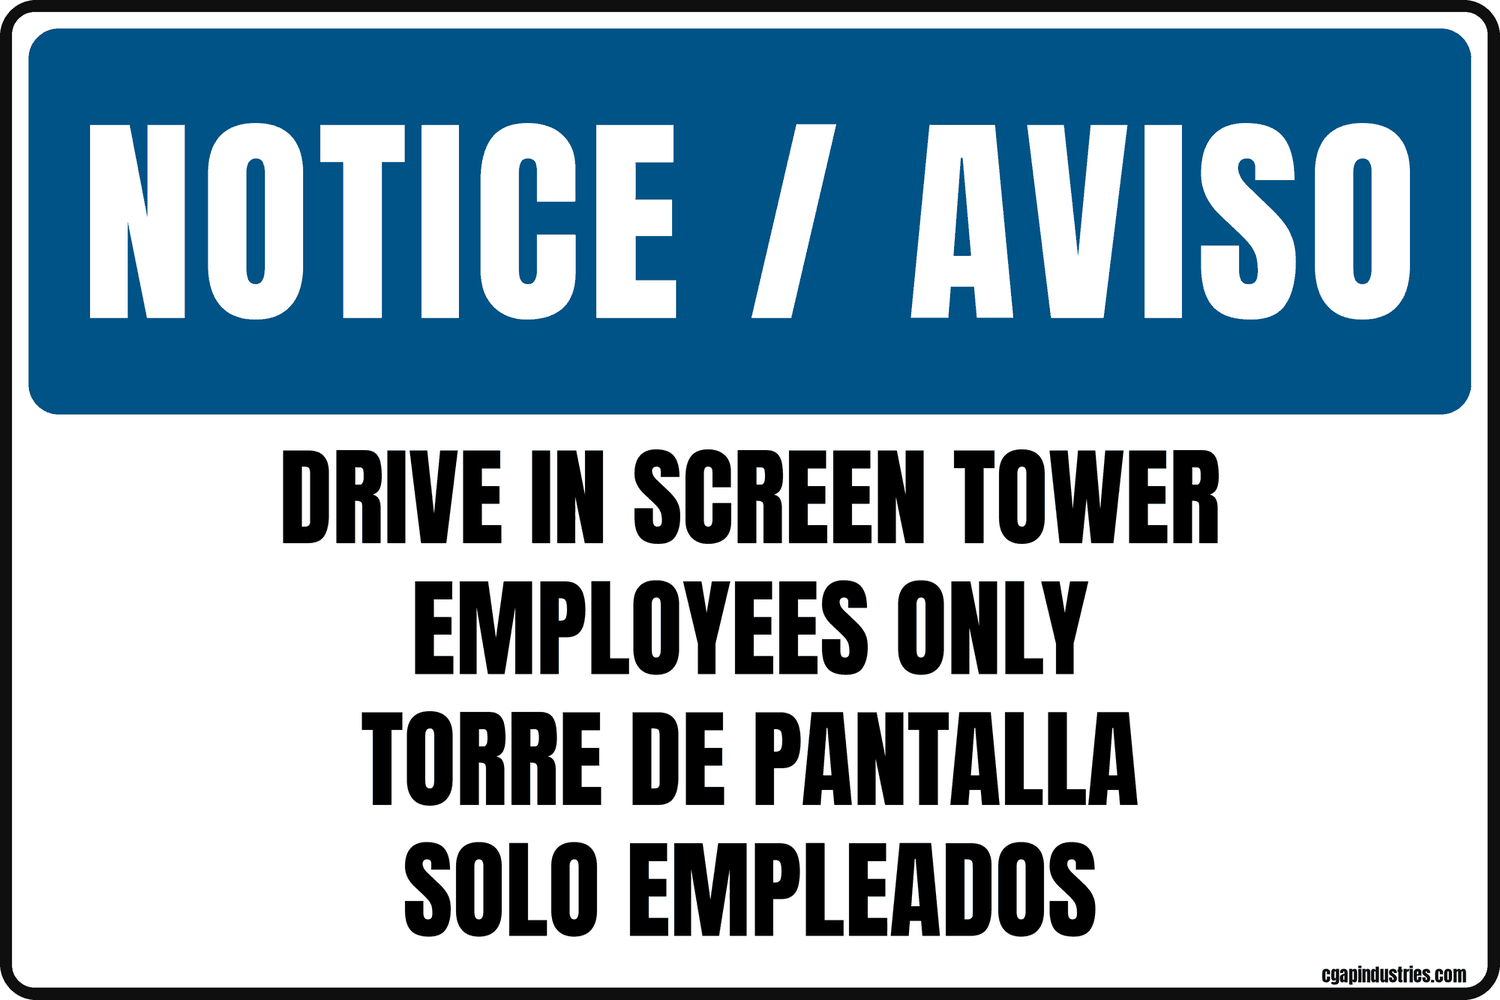 NOTICE / AVISO
DRIVE IN SCREEN TOWER
EMPLOYEES ONLY
TORRE DE PANTALLA
SOLO EMPLEADOS
cgapindustries.com